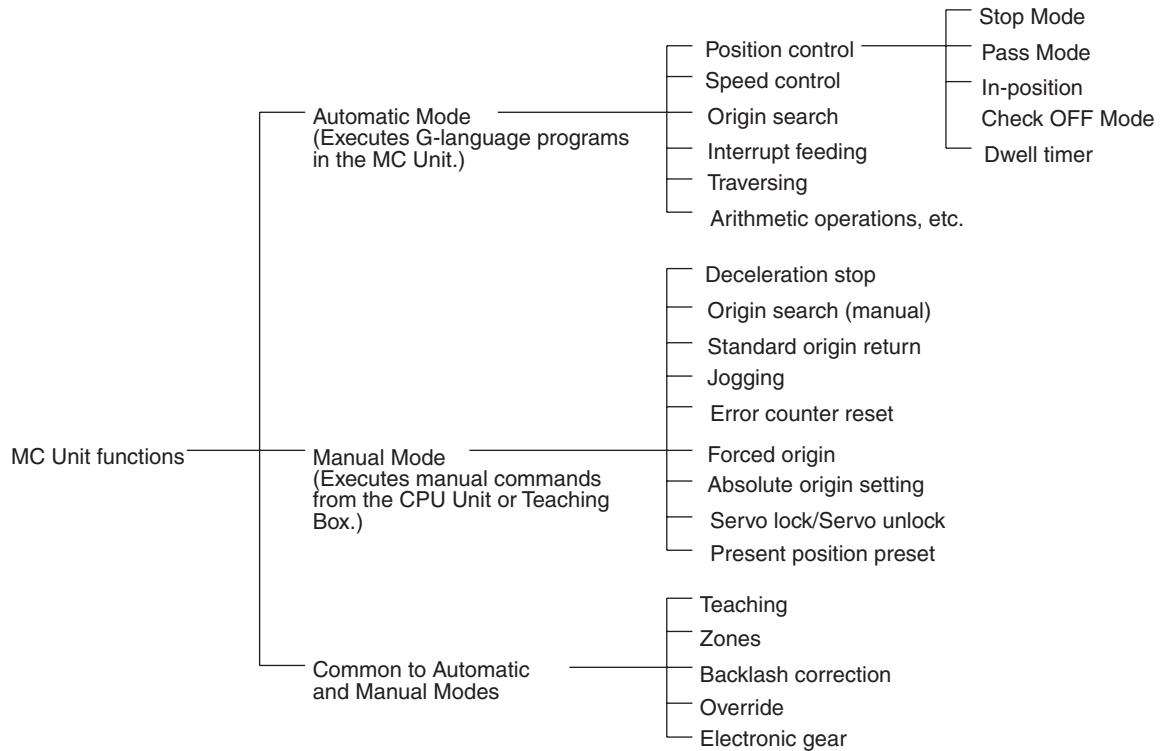 MC Unit functions
Automatic Mode
(Executes G-language programs
in the MC Unit.)
Position control
Stop Mode
Pass Mode
In-position
Check OFF Mode
Dwell timer
Speed control
Origin search
Interrupt feeding
Traversing
Arithmetic operations, etc.
Manual Mode
(Executes manual commands
from the CPU Unit or Teaching
Box.)
Deceleration stop
Origin search (manual)
Standard origin return
Jogging
Error counter reset
Forced origin
Absolute origin setting
Servo lock/Servo unlock
Present position preset
Common to Automatic
and Manual Modes
Teaching
Zones
Backlash correction
Override
Electronic gear